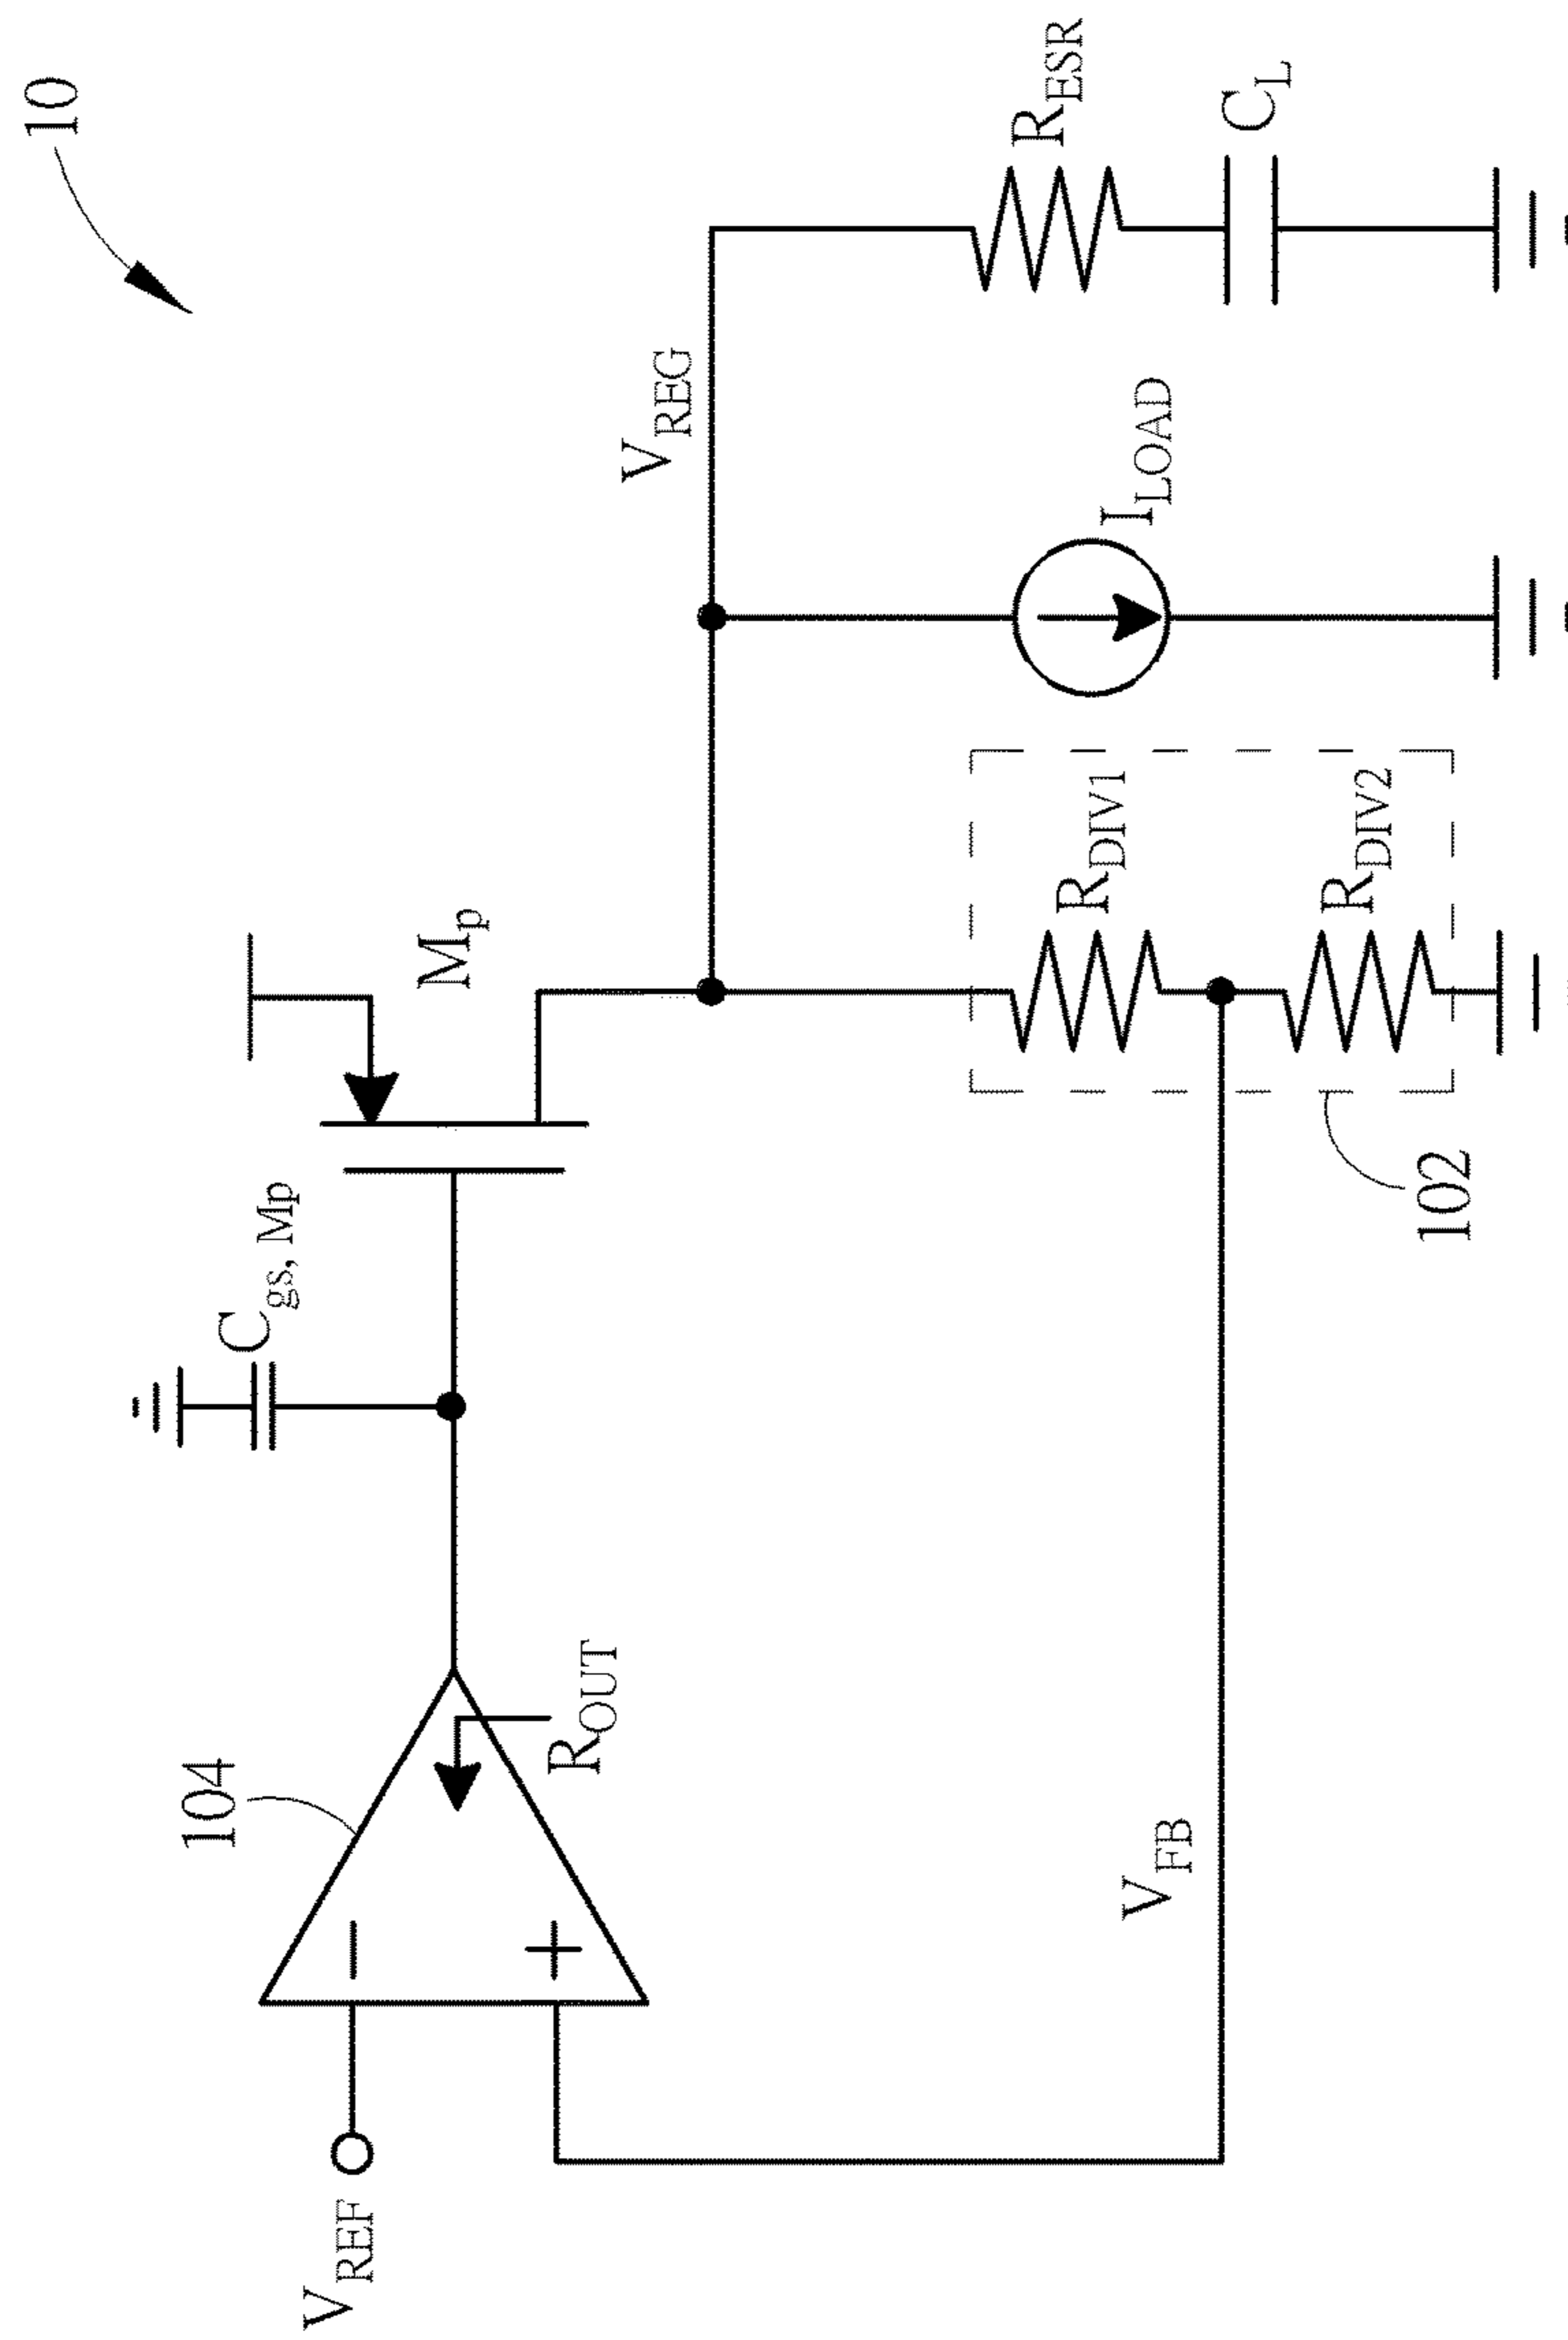 10
104
V_REF
R_OUT
C_gs, Mp
M_p
V_REG
V_FB
102
R_DIV1
R_DIV2
I_LOAD
R_ESR
C_L
−
+